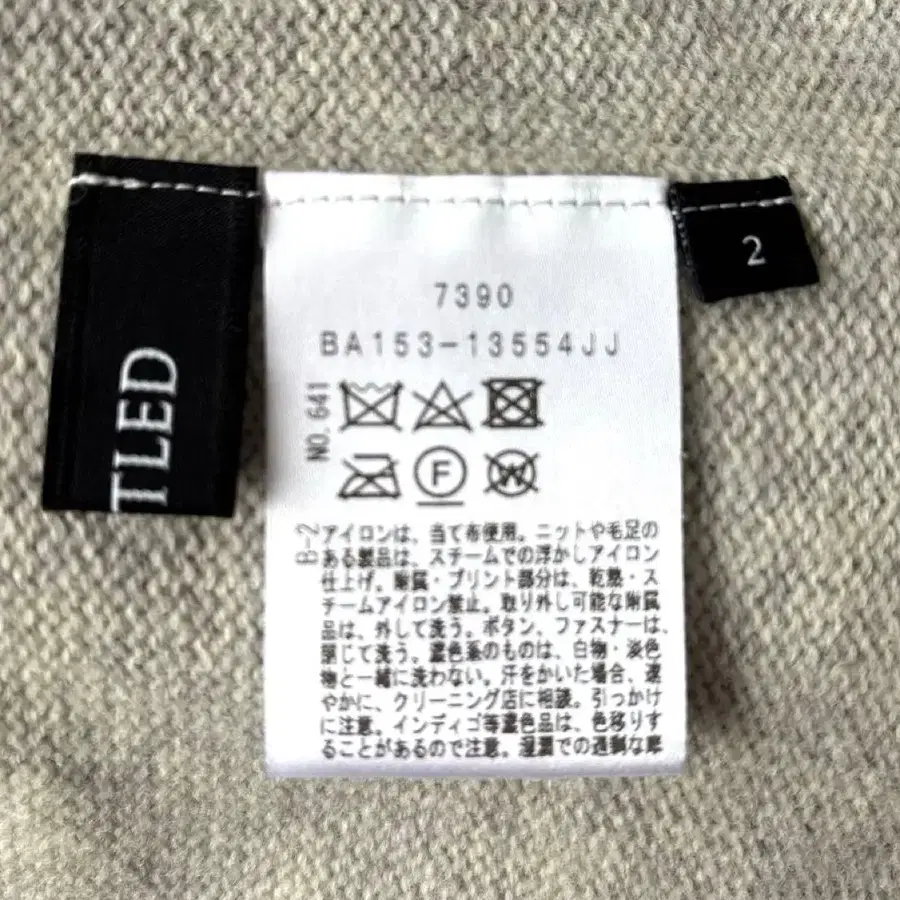 TLED
2
7390
BA153-13554JJ
NO.641
F
W
B-2
アイロンは、当て布使用。ニットや毛足の
ある製品は、スチームでの浮かしアイロン
仕上げ。附属・プリント部分は、乾熱・ス
チームアイロン禁止。取り外し可能な附属
品は、外して洗う。ボタン、ファスナーは、
閉じて洗う。濃色系のものは、白物・淡色
物と一緒に洗わない。汗をかいた場合、速
やかに、クリーニング店に相談。引っかけ
に注意。インディゴ等濃色品は、色移りす
ることがあるので注意。湿潤での過剰な摩